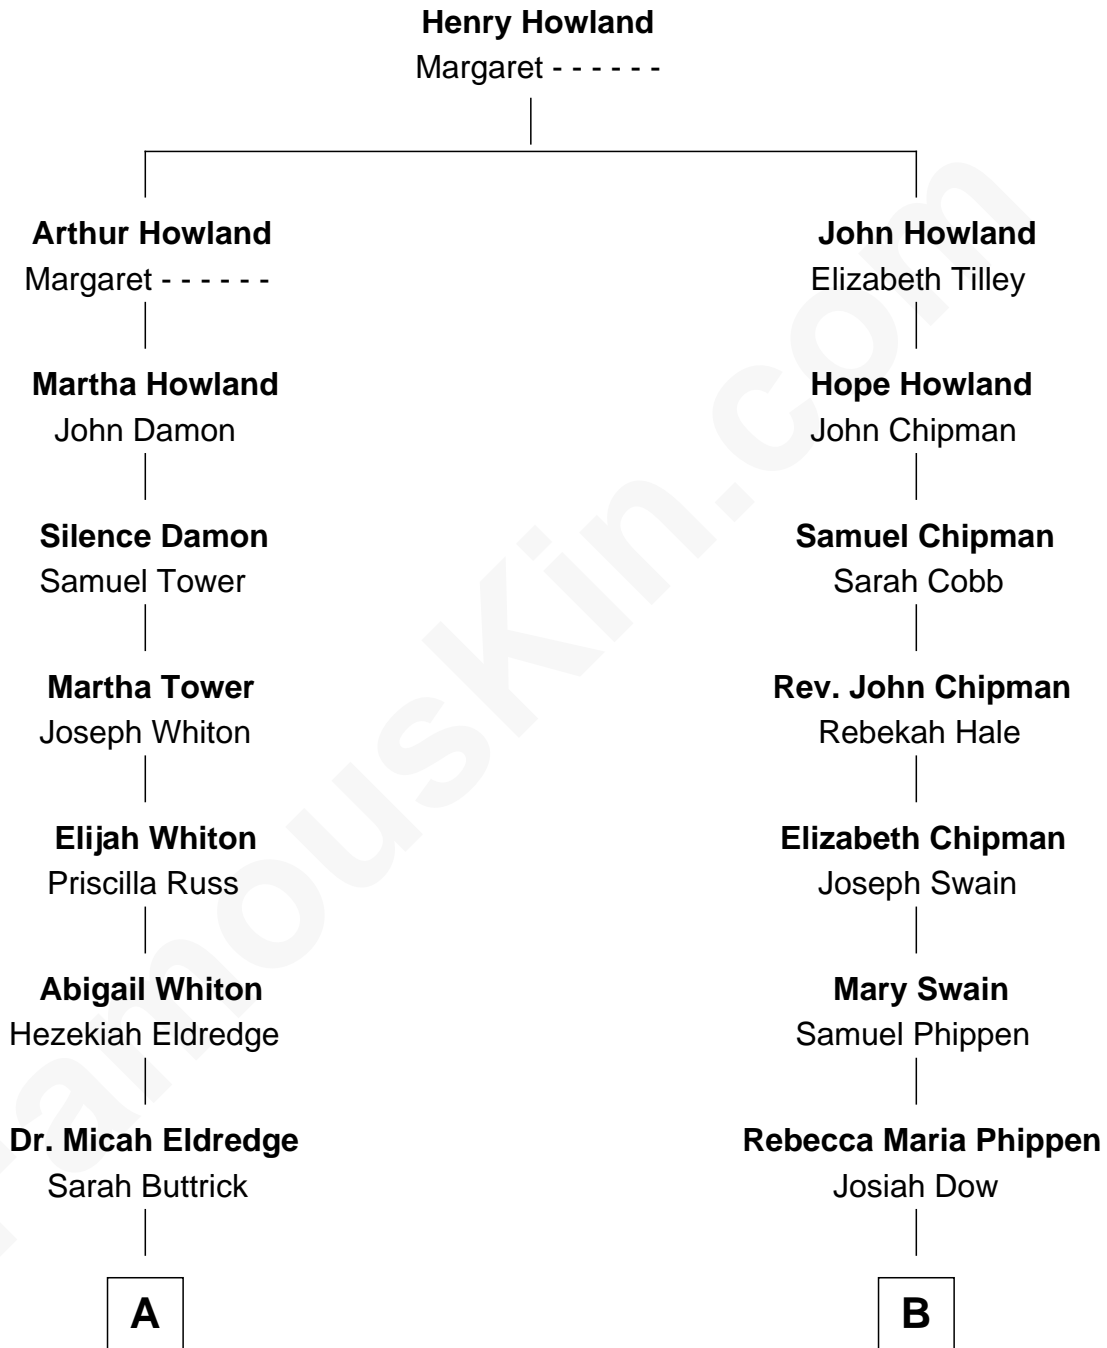 Henry Howland
Margaret - - - - - -
Arthur Howland
Margaret - - - - - -
John Howland
Elizabeth Tilley
Martha Howland
John Damon
Hope Howland
John Chipman
Silence Damon
Samuel Tower
Samuel Chipman
Sarah Cobb
Martha Tower
Joseph Whiton
Rev. John Chipman
Rebekah Hale
Elijah Whiton
Priscilla Russ
Elizabeth Chipman
Joseph Swain
Abigail Whiton
Hezekiah Eldredge
Mary Swain
Samuel Phippen
Dr. Micah Eldredge
Sarah Buttrick
Rebecca Maria Phippen
Josiah Dow
A
B
FamousKin.com